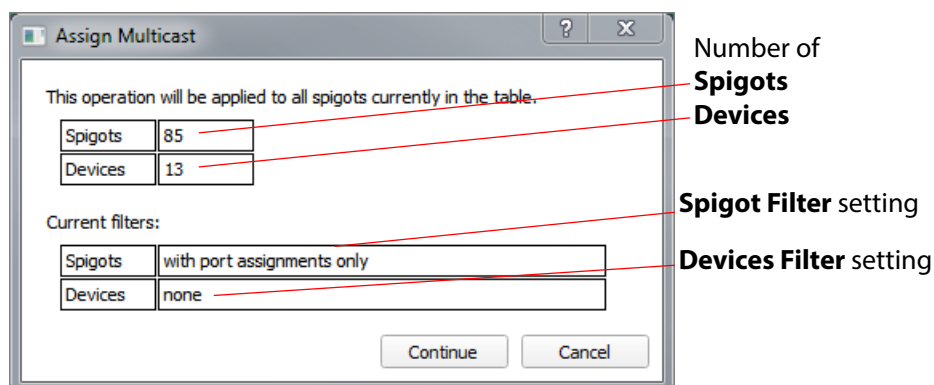 Assign Multicast
?
X
This operation will be applied to all spigots currently in the table.
Spigots 85
Devices 13
Current filters:
Spigots with port assignments only
Devices none
Continue Cancel
Number of
Spigots
Devices
Spigot Filter setting
Devices Filter setting